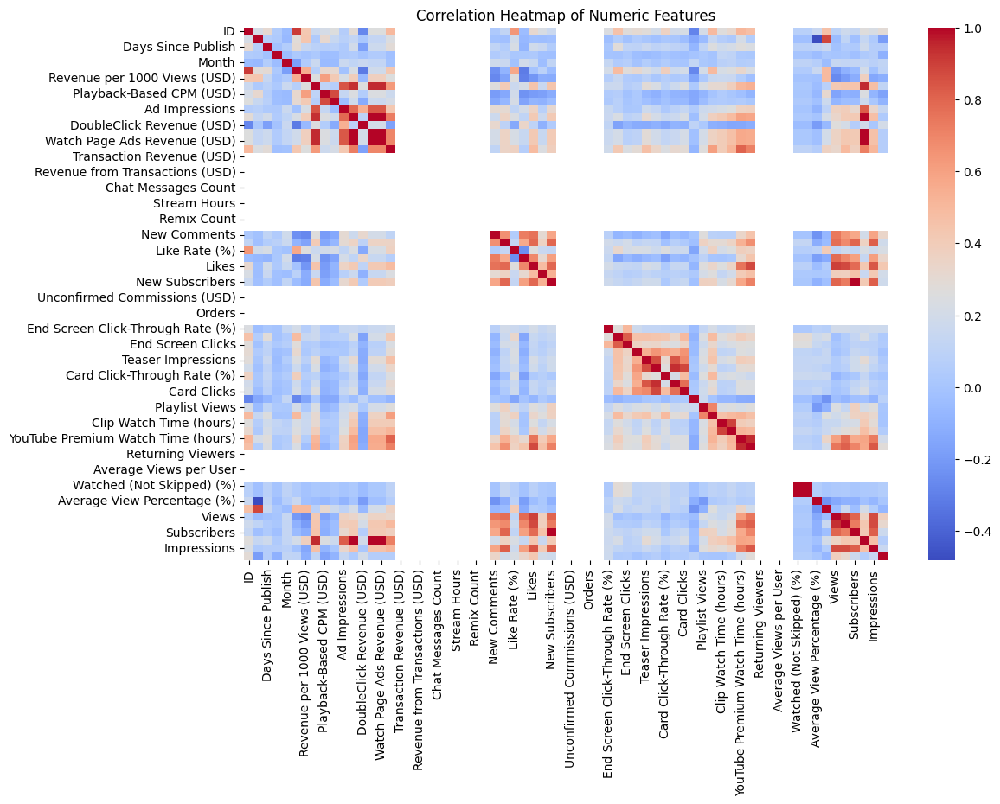 Correlation Heatmap of Numeric Features
ID
Days Since Publish
Month
Revenue per 1000 Views (USD)
Playback-Based CPM (USD)
Ad Impressions
DoubleClick Revenue (USD)
Watch Page Ads Revenue (USD)
Transaction Revenue (USD)
Revenue from Transactions (USD)
Chat Messages Count
Stream Hours
Remix Count
New Comments
Like Rate (%)
Likes
New Subscribers
Unconfirmed Commissions (USD)
Orders
End Screen Click-Through Rate (%)
End Screen Clicks
Teaser Impressions
Card Click-Through Rate (%)
Card Clicks
Playlist Views
Clip Watch Time (hours)
YouTube Premium Watch Time (hours)
Returning Viewers
Average Views per User
Watched (Not Skipped) (%)
Average View Percentage (%)
Views
Subscribers
Impressions
ID
Days Since Publish
Month
Revenue per 1000 Views (USD)
Playback-Based CPM (USD)
Ad Impressions
DoubleClick Revenue (USD)
Watch Page Ads Revenue (USD)
Transaction Revenue (USD)
Revenue from Transactions (USD)
Chat Messages Count
Stream Hours
Remix Count
New Comments
Like Rate (%)
Likes
New Subscribers
Unconfirmed Commissions (USD)
Orders
End Screen Click-Through Rate (%)
End Screen Clicks
Teaser Impressions
Card Click-Through Rate (%)
Card Clicks
Playlist Views
Clip Watch Time (hours)
YouTube Premium Watch Time (hours)
Returning Viewers
Average Views per User
Watched (Not Skipped) (%)
Average View Percentage (%)
Views
Subscribers
Impressions
1.0
0.8
0.6
0.4
0.2
0.0
−0.2
−0.4